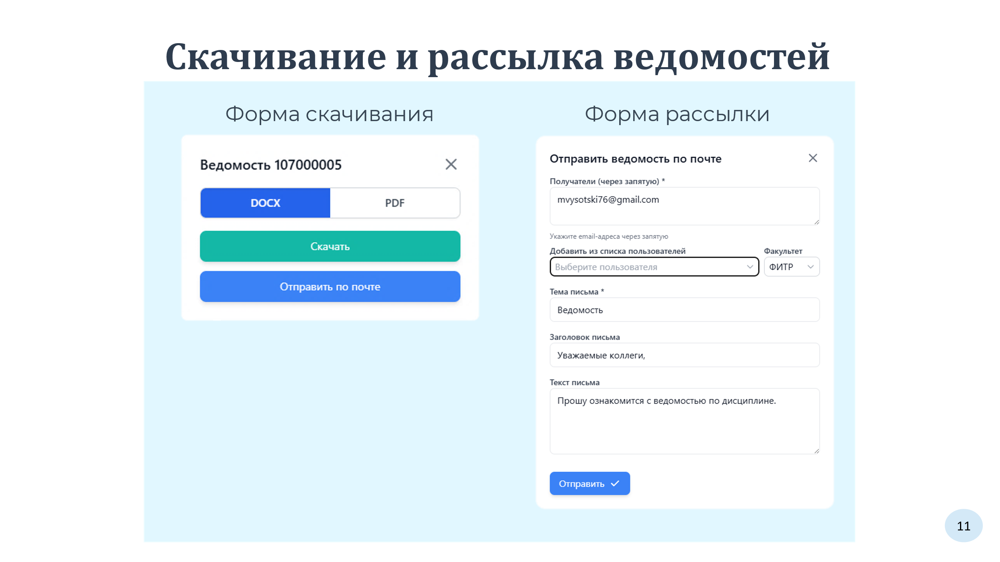 Скачивание и рассылка ведомостей
Форма скачивания
Ведомость 107000005
DOCX
PDF
Скачать
Отправить по почте
Форма рассылки
Отправить ведомость по почте
Получатели (через запятую) *
mvysotski76@gmail.com
Укажите email-адреса через запятую
Добавить из списка пользователей
Факультет
Выберите пользователя
ФИТР
Тема письма *
Ведомость
Заголовок письма
Уважаемые коллеги,
Текст письма
Прошу ознакомится с ведомостью по дисциплине.
Отправить
11